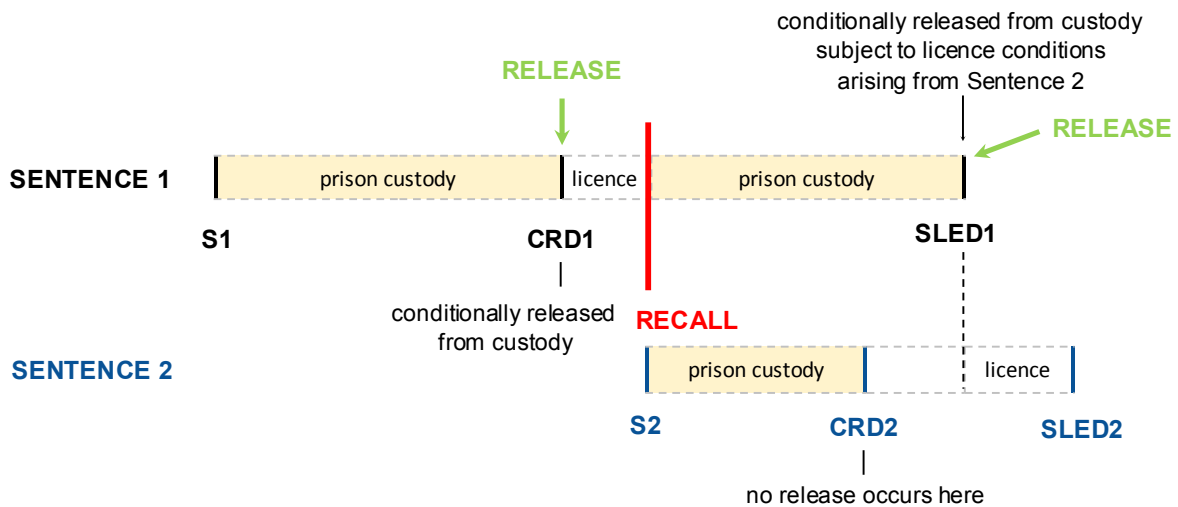 conditionally released from custody
subject to licence conditions
arising from Sentence 2
RELEASE
RELEASE
SENTENCE 1
prison custody
licence
prison custody
S1
CRD1
SLED1
conditionally released
from custody
RECALL
SENTENCE 2
prison custody
licence
S2
CRD2
SLED2
no release occurs here